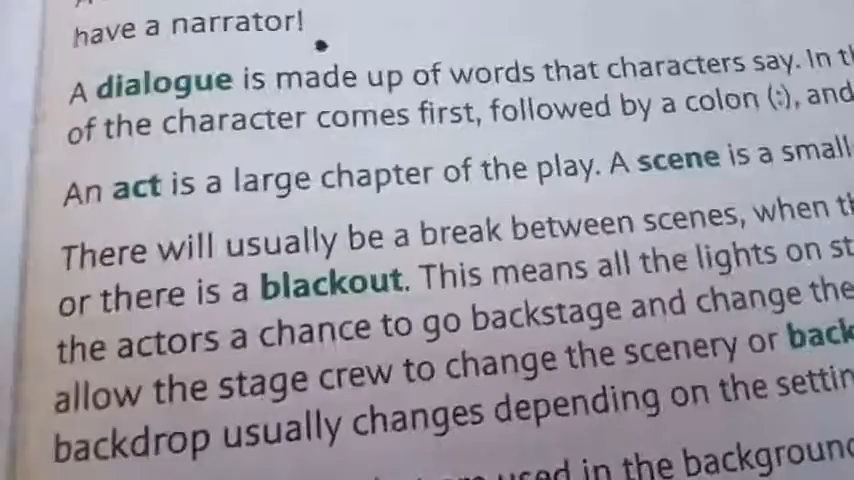 have a narrator!
A dialogue is made up of words that characters say. In
of the character comes first, followed by a colon (:), and
An act is a large chapter of the play. A scene is a small
There will usually be a break between scenes, when
or there is a blackout. This means all the lights on
the actors a chance to go backstage and change the
allow the stage crew to change the scenery or
backdrop usually changes depending on the
used in the background